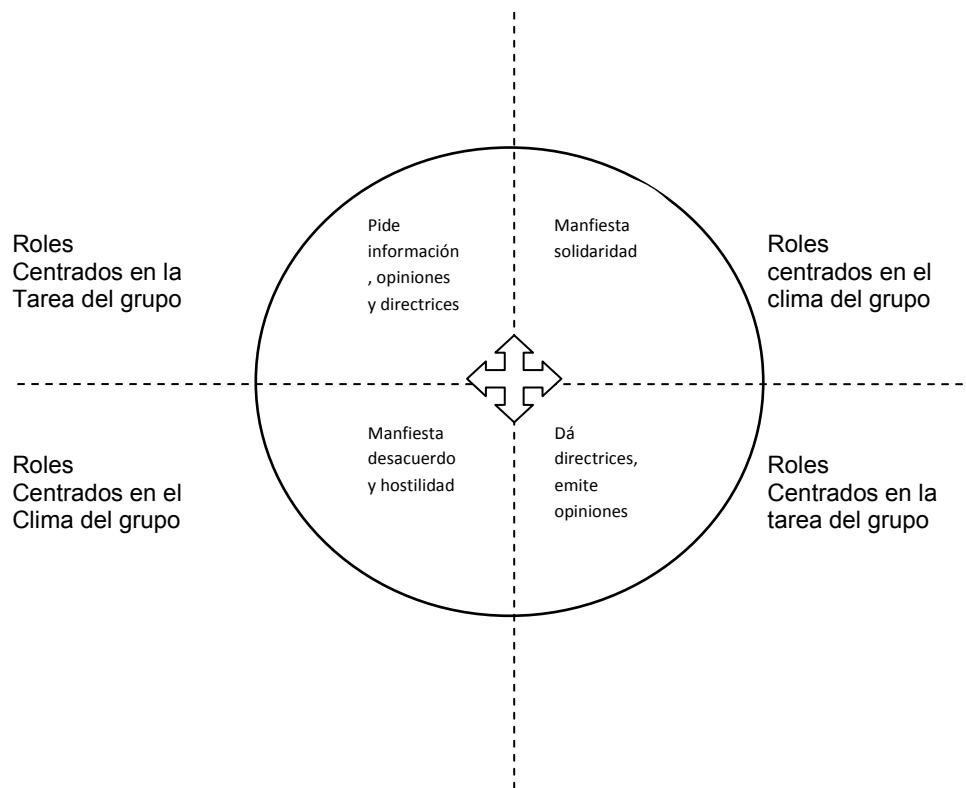 Roles
Centrados en la
Tarea del grupo
Pide
información
, opiniones
y directrices
Manfiesta
solidaridad
Roles
centrados en el
clima del grupo
Roles
Centrados en el
Clima del grupo
Manfiesta
desacuerdo
y hostilidad
Dá
directrices,
emite
opiniones
Roles
Centrados en la
tarea del grupo